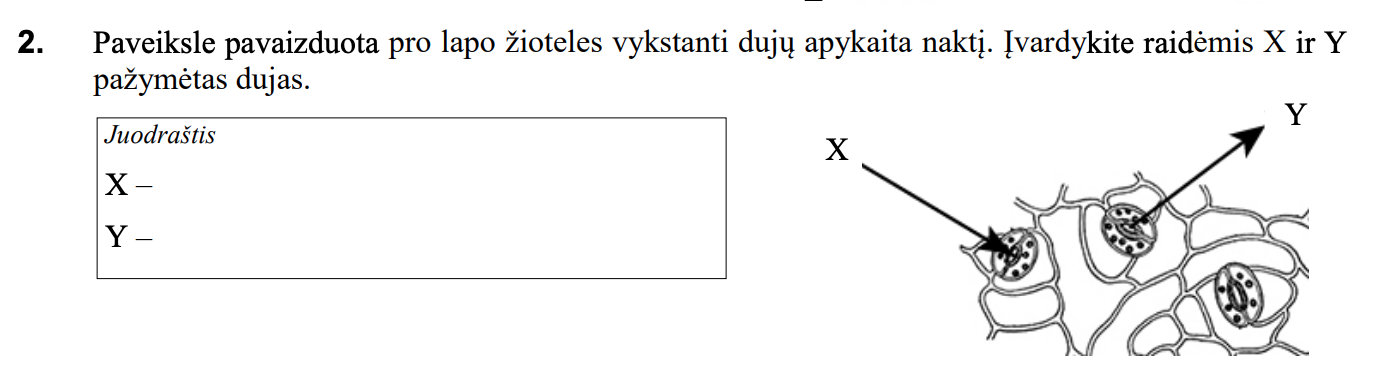 2. Paveiksle pavaizduota pro lapo žioteles vykstanti dujų apykaita naktį. Įvardykite raidėmis X ir Y
pažymėtas dujas.
Juodraštis
X –
Y –
X
Y